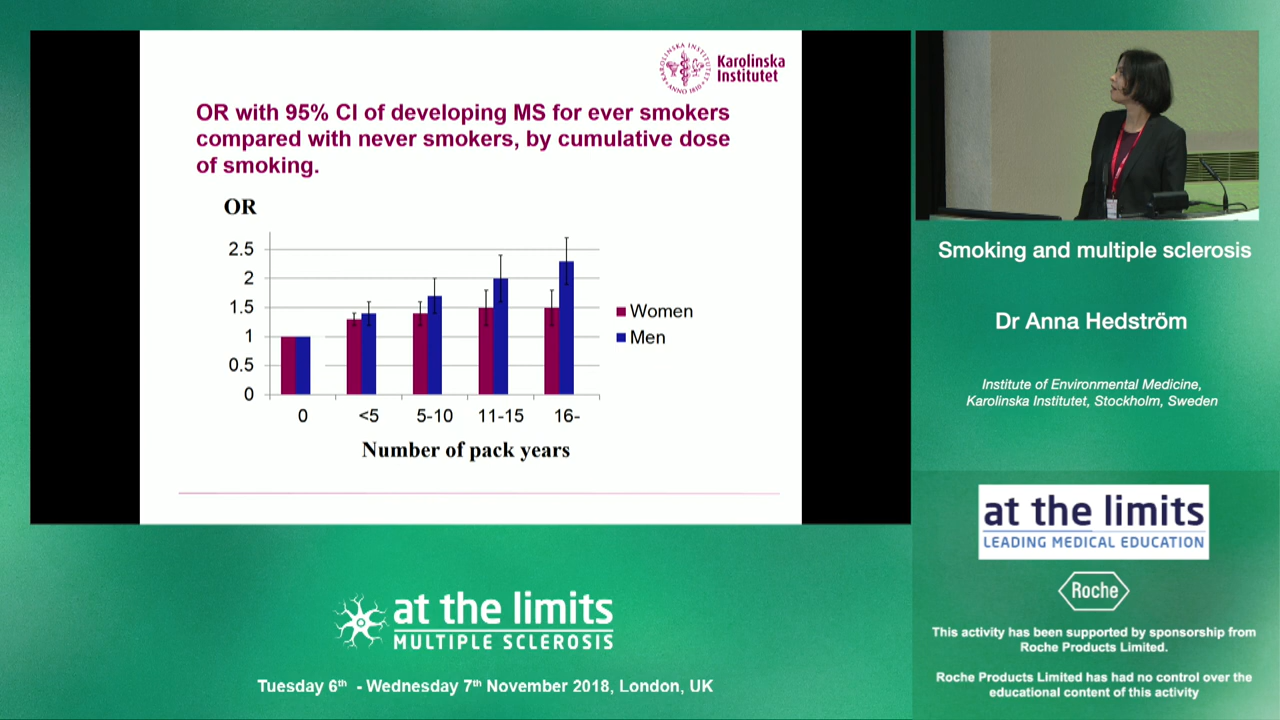 Karolinska
Institutet
KAROLINSKA INSTITUTET
ANNO 1810
OR with 95% CI of developing MS for ever smokers
compared with never smokers, by cumulative dose
of smoking.
OR
2.5
2
1.5
1
0.5
0
0 <5 5-10 11-15 16-
Number of pack years
Women
Men
Smoking and multiple sclerosis
Dr Anna Hedström
Institute of Environmental Medicine,
Karolinska Institutet, Stockholm, Sweden
at the limits
LEADING MEDICAL EDUCATION
Roche
This activity has been supported by sponsorship from
Roche Products Limited.
Roche Products Limited has had no control over the
educational content of this activity
at the limits
MULTIPLE SCLEROSIS
Tuesday 6th - Wednesday 7th November 2018, London, UK